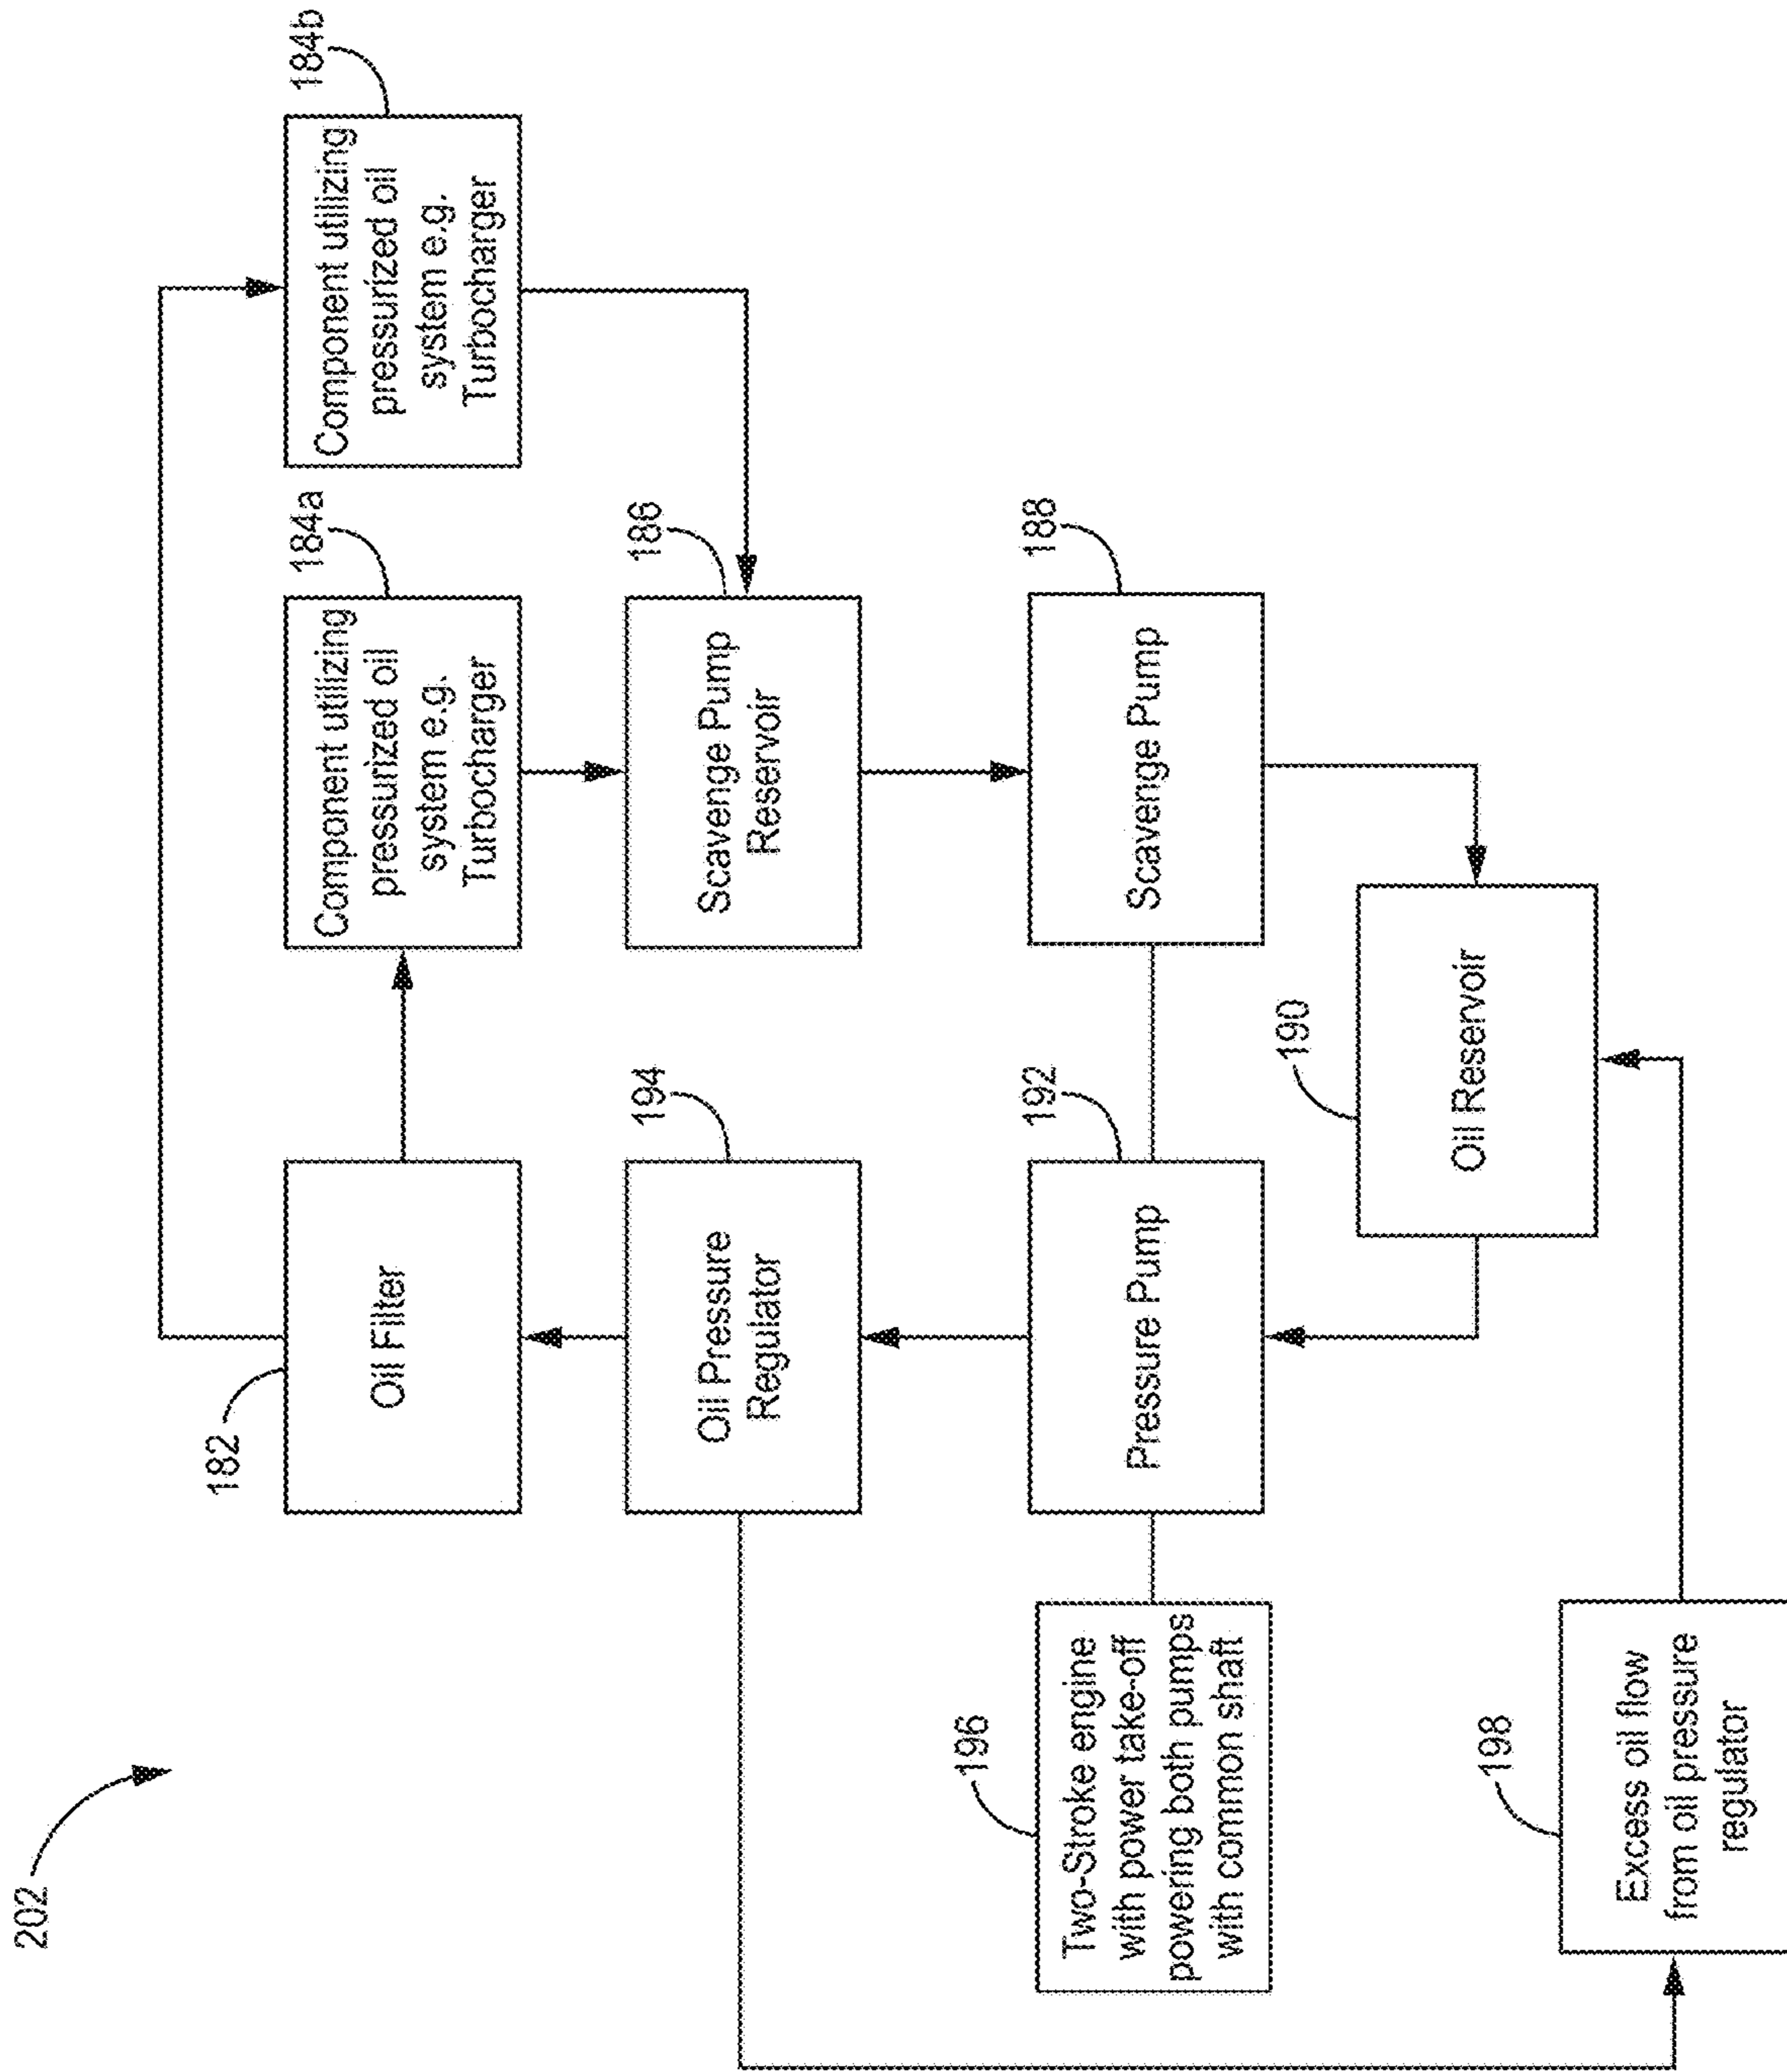 202
182
184a
184b
Oil Filter
Component utilizing
pressurized oil
system e.g.
Turbocharger
Component utilizing
pressurized oil
system e.g.
Turbocharger
194
186
Oil Pressure
Regulator
Scavenge Pump
Reservoir
196
192
188
Two-Stroke engine
with power take-off
powering both pumps
with common shaft
Pressure Pump
Scavenge Pump
190
Oil Reservoir
198
Excess oil flow
from oil pressure
regulator